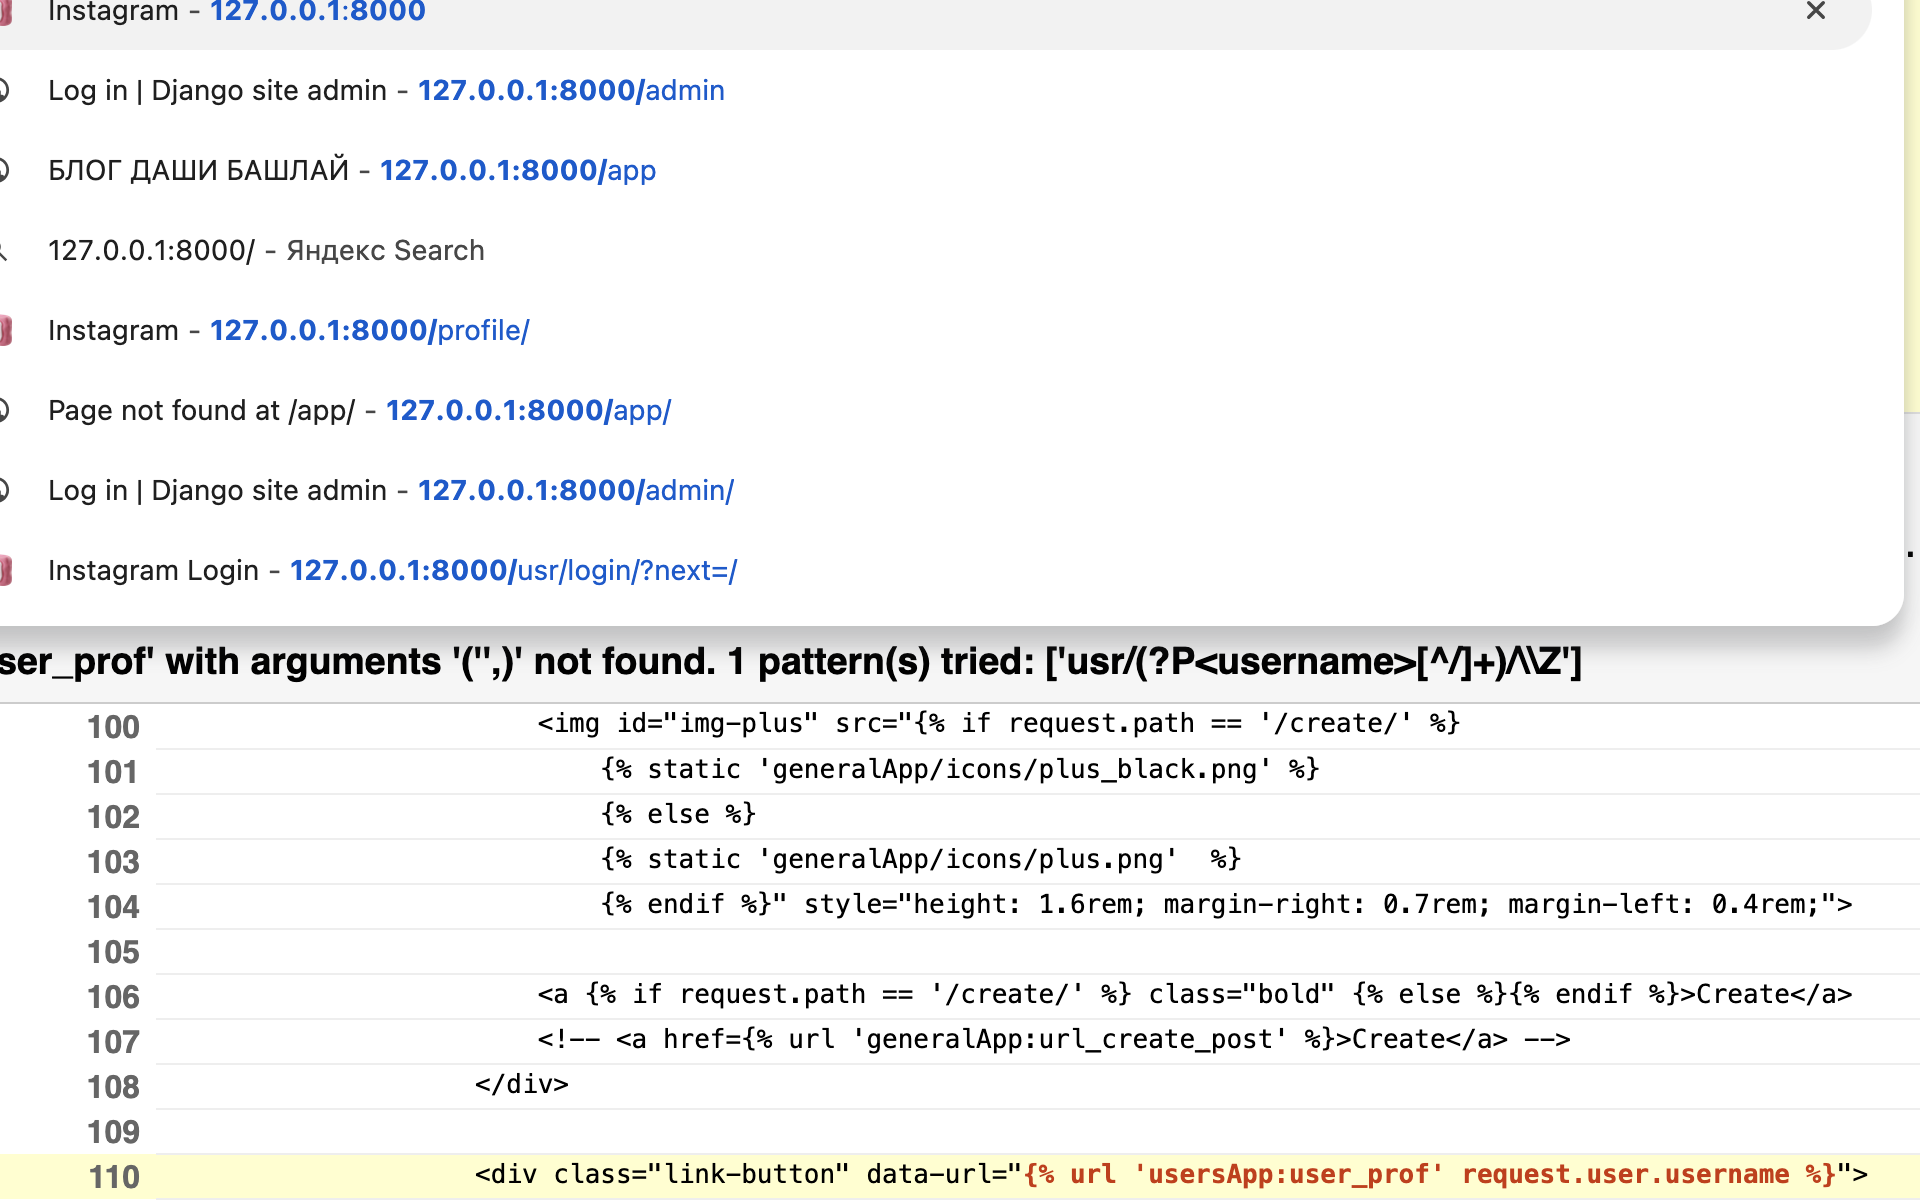 Instagram – 127.0.0.1:8000
Log in | Django site admin – 127.0.0.1:8000/admin
БЛОГ ДАШИ БАШЛАЙ – 127.0.0.1:8000/app
127.0.0.1:8000/ - Яндекс Search
Instagram – 127.0.0.1:8000/profile/
Page not found at /app/ – 127.0.0.1:8000/app/
Log in | Django site admin – 127.0.0.1:8000/admin/
Instagram Login – 127.0.0.1:8000/usr/login/?next=/
ser_prof' with arguments '('',)' not found. 1 pattern(s) tried: ['usr/(?P<username>[^/]+)/\\Z']
100 <img id="img-plus" src="{% if request.path == '/create/' %}
101 {% static 'generalApp/icons/plus_black.png' %}
102 {% else %}
103 {% static 'generalApp/icons/plus.png'  %}
104 {% endif %}" style="height: 1.6rem; margin-right: 0.7rem; margin-left: 0.4rem;">
105
106 <a {% if request.path == '/create/' %} class="bold" {% else %}{% endif %}>Create</a>
107 <!-- <a href={% url 'generalApp:url_create_post' %}>Create</a> -->
108 </div>
109
110 <div class="link-button" data-url="{% url 'usersApp:user_prof' request.user.username %}">